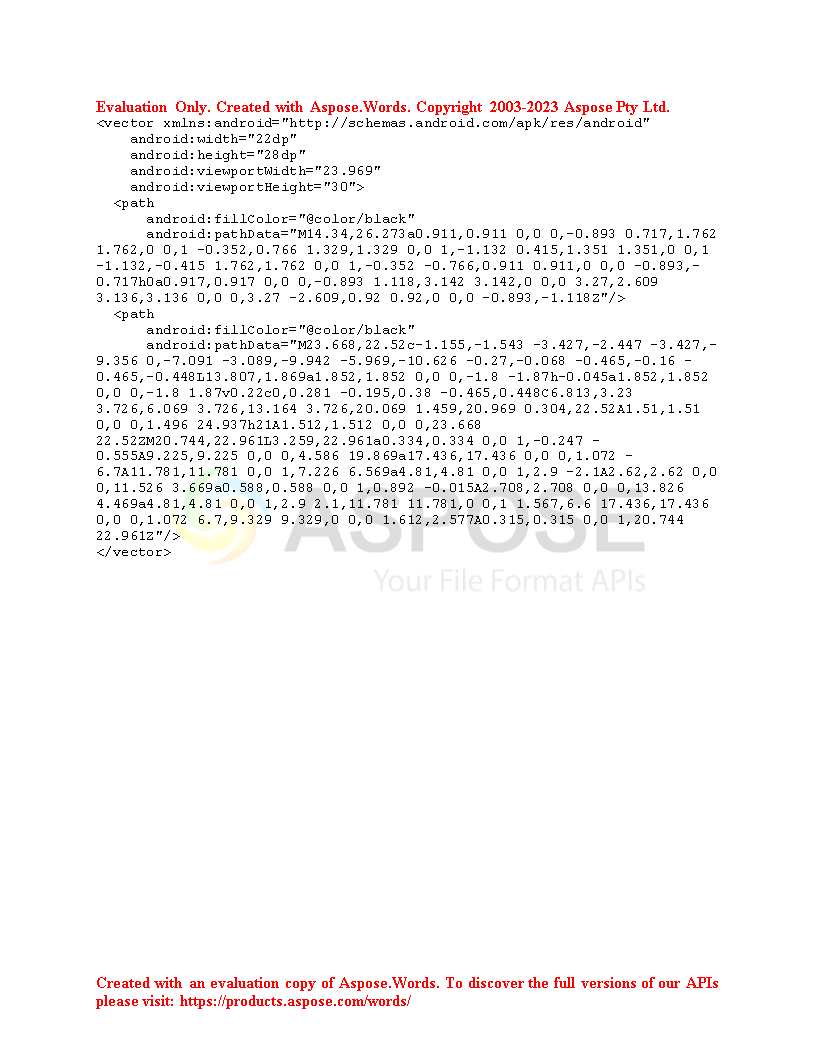 Evaluation Only. Created with Aspose.Words. Copyright 2003-2023 Aspose Pty Ltd.
<vector xmlns:android="http://schemas.android.com/apk/res/android"
    android:width="22dp"
    android:height="28dp"
    android:viewportWidth="23.969"
    android:viewportHeight="30">
  <path
      android:fillColor="@color/black"
      android:pathData="M14.34,26.273a0.911,0.911 0,0 0,-0.893 0.717,1.762
1.762,0 0,1 -0.352,0.766 1.329,1.329 0,0 1,-1.132 0.415,1.351 1.351,0 0,1
-1.132,-0.415 1.762,1.762 0,0 1,-0.352 -0.766,0.911 0.911,0 0,0 -0.893,-
0.717h0a0.917,0.917 0,0 0,-0.893 1.118,3.142 3.142,0 0,0 3.27,2.609
3.136,3.136 0,0 0,3.27 -2.609,0.92 0.92,0 0,0 -0.893,-1.118Z"/>
  <path
      android:fillColor="@color/black"
      android:pathData="M23.668,22.52c-1.155,-1.543 -3.427,-2.447 -3.427,-
9.356 0,-7.091 -3.089,-9.942 -5.969,-10.626 -0.27,-0.068 -0.465,-0.16 -
0.465,-0.448L13.807,1.869a1.852,1.852 0,0 0,-1.8 -1.87h-0.045a1.852,1.852
0,0 0,-1.8 1.87v0.22c0,0.281 -0.195,0.38 -0.465,0.448C6.813,3.23
3.726,6.069 3.726,13.164 3.726,20.069 1.459,20.969 0.304,22.52A1.51,1.51
0,0 0,1.496 24.937h21A1.512,1.512 0,0 0,23.668
22.52ZM20.744,22.961L3.259,22.961a0.334,0.334 0,0 1,-0.247 -
0.555A9.225,9.225 0,0 0,4.586 19.869a17.436,17.436 0,0 0,1.072 -
6.7A11.781,11.781 0,0 1,7.226 6.569a4.81,4.81 0,0 1,2.9 -2.1A2.62,2.62 0,0
0,11.526 3.669a0.588,0.588 0,0 1,0.892 -0.015A2.708,2.708 0,0 0,13.826
4.469a4.81,4.81 0,0 1,2.9 2.1,11.781 11.781,0 0,1 1.567,6.6 17.436,17.436
0,0 0,1.072 6.7,9.329 9.329,0 0,0 1.612,2.577A0.315,0.315 0,0 1,20.744
22.961Z"/>
</vector>
ASPOSE
Your File Format APIs
Created with an evaluation copy of Aspose.Words. To discover the full versions of our APIs
please visit: https://products.aspose.com/words/